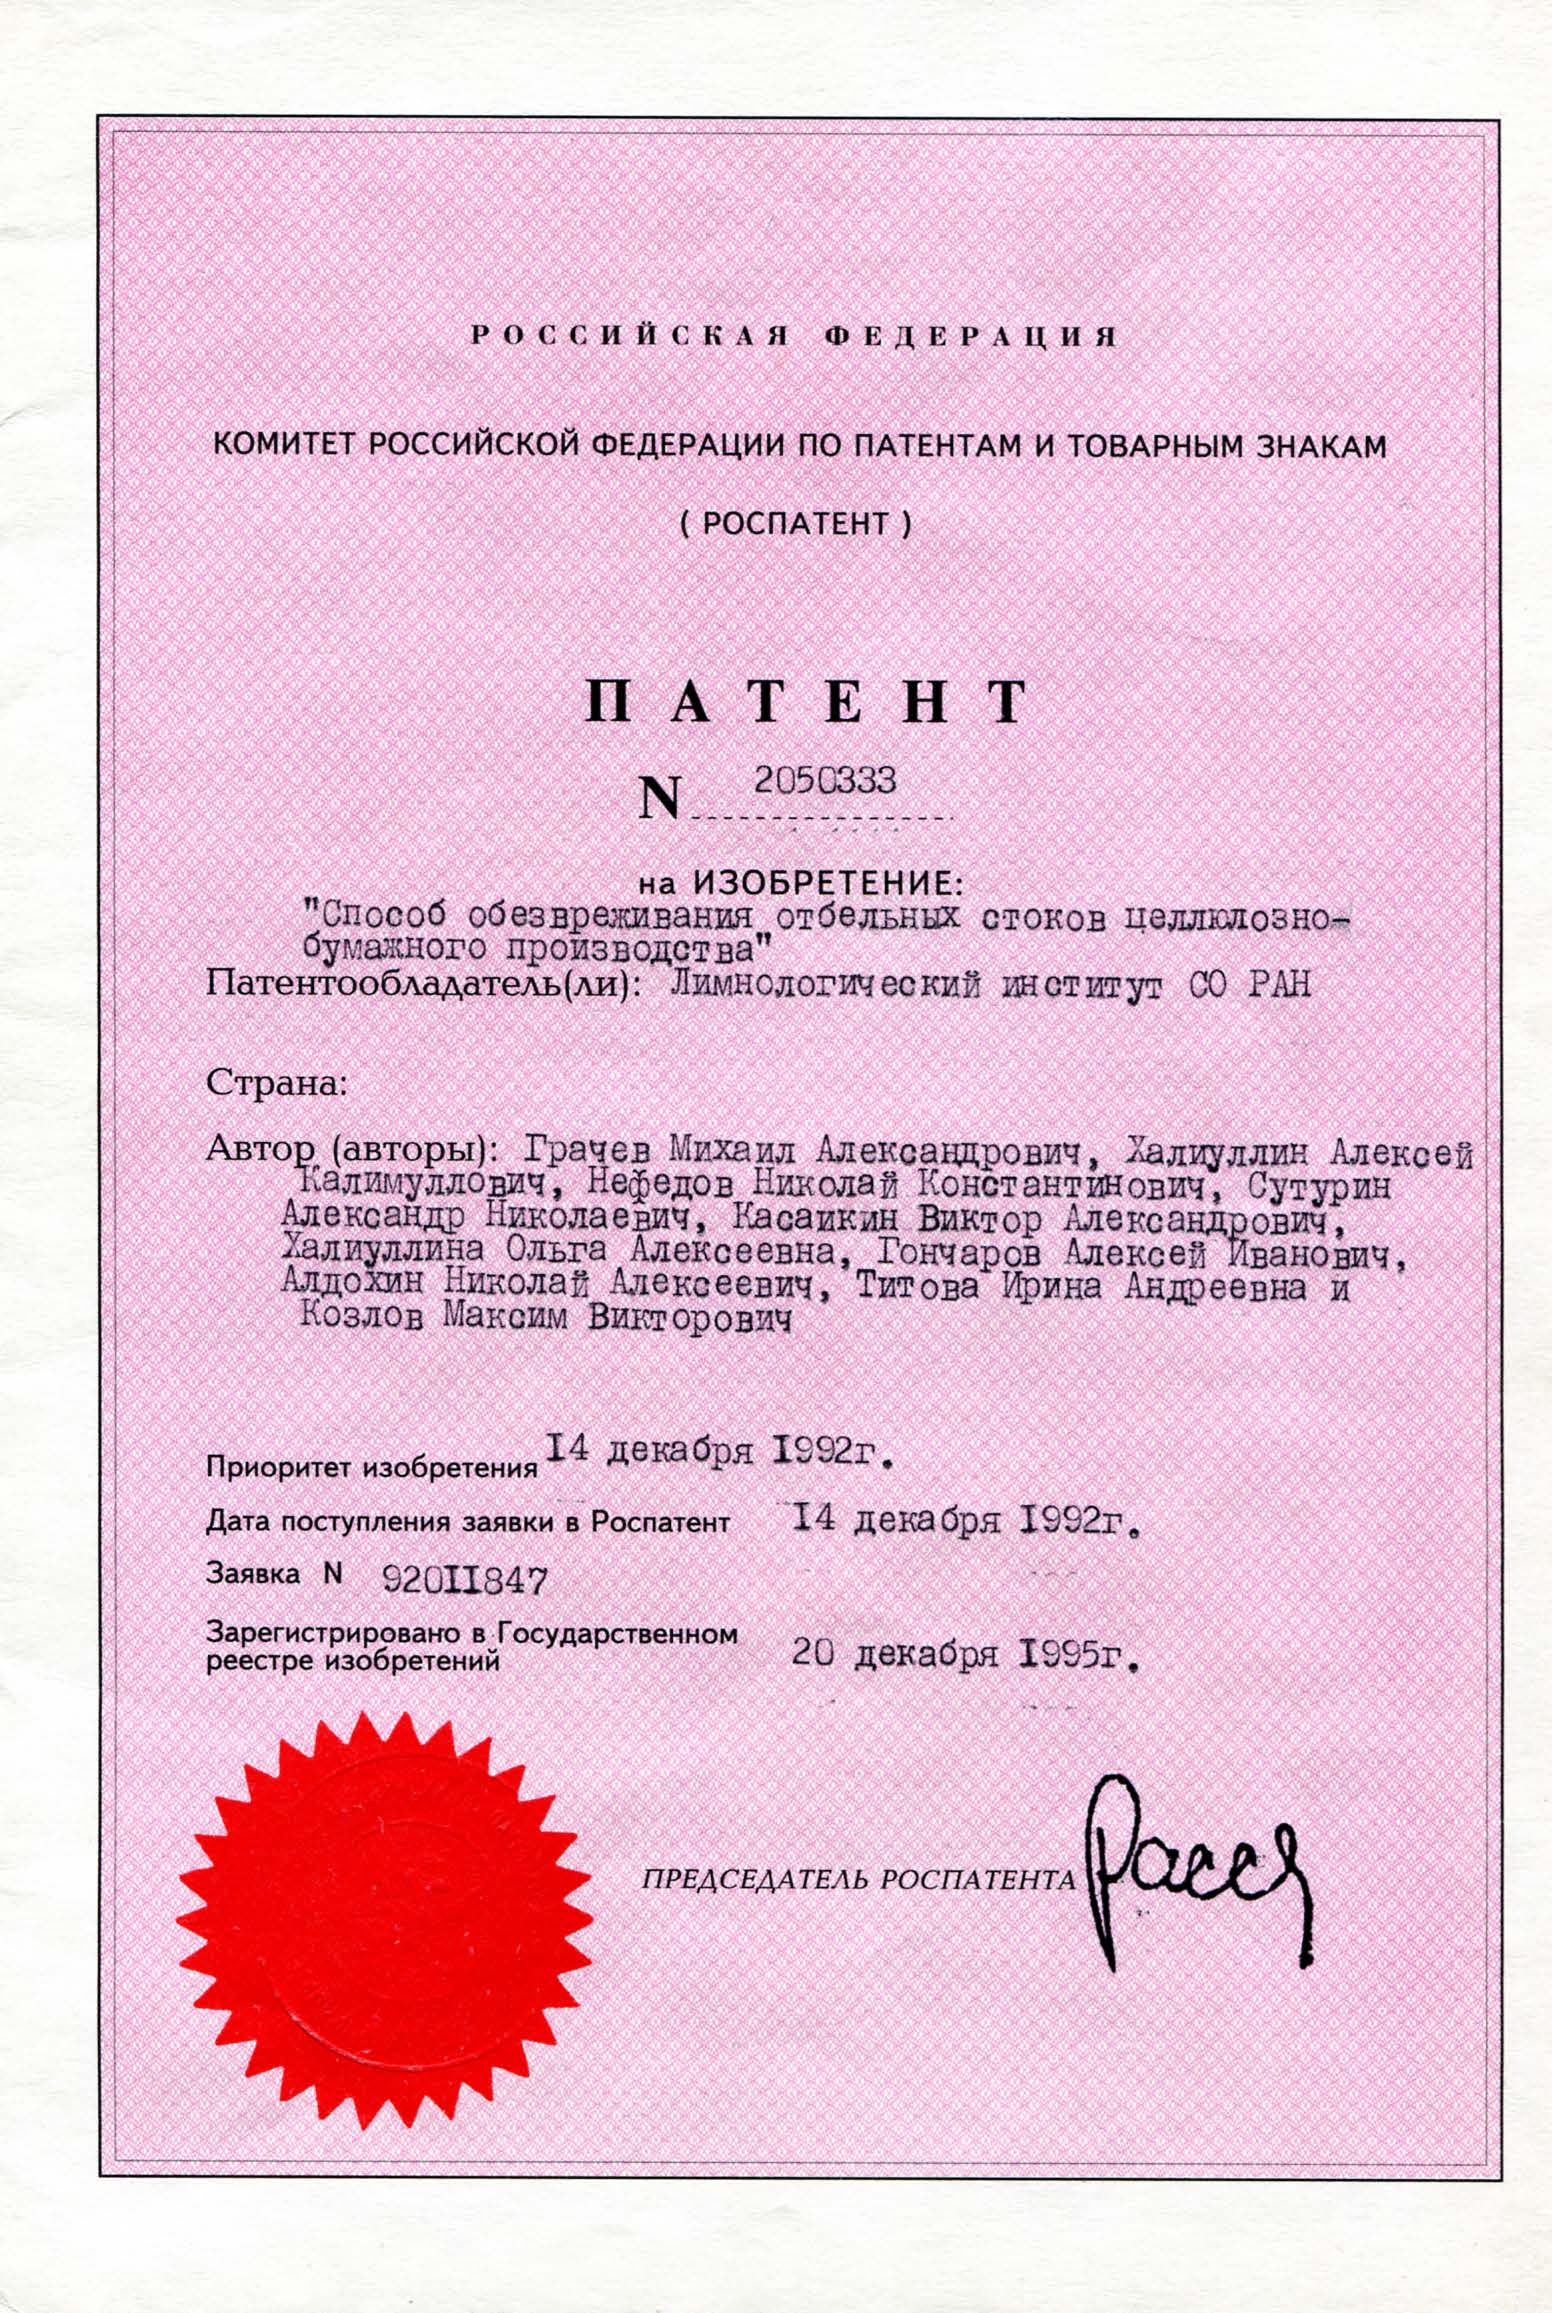 РОССИЙСКАЯ ФЕДЕРАЦИЯ
КОМИТЕТ РОССИЙСКОЙ ФЕДЕРАЦИИ ПО ПАТЕНТАМ И ТОВАРНЫМ ЗНАКАМ
( РОСПАТЕНТ )
ПАТЕНТ
N 2050333
на ИЗОБРЕТЕНИЕ:
"Способ обезвреживания отбельных стоков целлюлозно-
бумажного производства"
Патентообладатель(ли): Лимнологический институт СО РАН
Страна:
Автор (авторы): Грачев Михаил Александрович, Халиуллин Алексей
Калимуллович, Нефедов Николай Константинович, Сутурин
Александр Николаевич, Касаикин Виктор Александрович,
Халиуллина Ольга Алексеевна, Гончаров Алексей Иванович,
Алдохин Николай Алексеевич, Титова Ирина Андреевна и
Козлов Максим Викторович
Приоритет изобретения 14 декабря 1992г.
Дата поступления заявки в Роспатент 14 декабря 1992г.
Заявка N 92011847
Зарегистрировано в Государственном
реестре изобретений 20 декабря 1995г.
ПРЕДСЕДАТЕЛЬ РОСПАТЕНТА